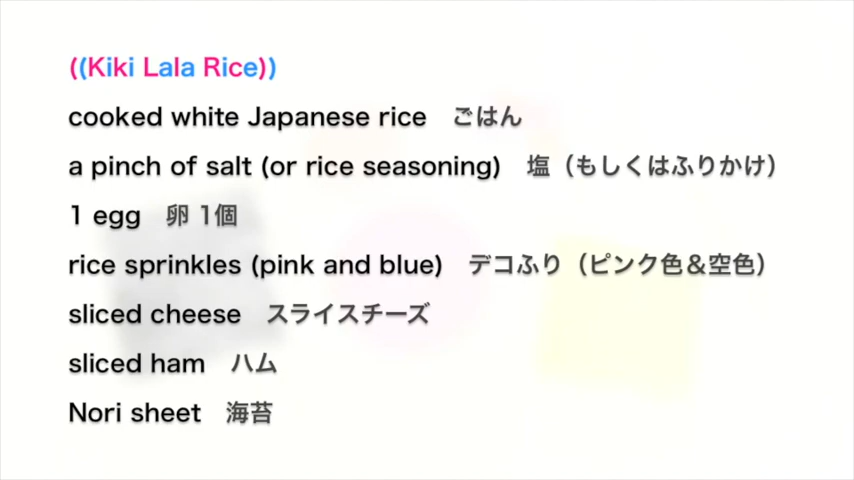 ((Kiki Lala Rice))
cooked white Japanese rice ごはん
a pinch of salt (or rice seasoning) 塩（もしくはふりかけ）
1 egg 卵 1個
rice sprinkles (pink and blue) デコふり（ピンク色＆空色）
sliced cheese スライスチーズ
sliced ham ハム
Nori sheet 海苔